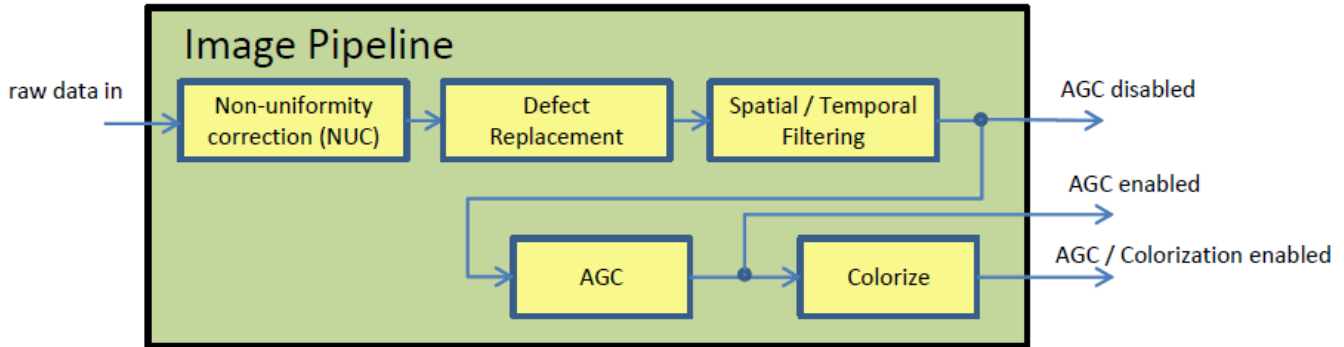 Image Pipeline
raw data in
Non-uniformity
correction (NUC)
Defect
Replacement
Spatial / Temporal
Filtering
AGC disabled
AGC enabled
AGC
Colorize
AGC / Colorization enabled